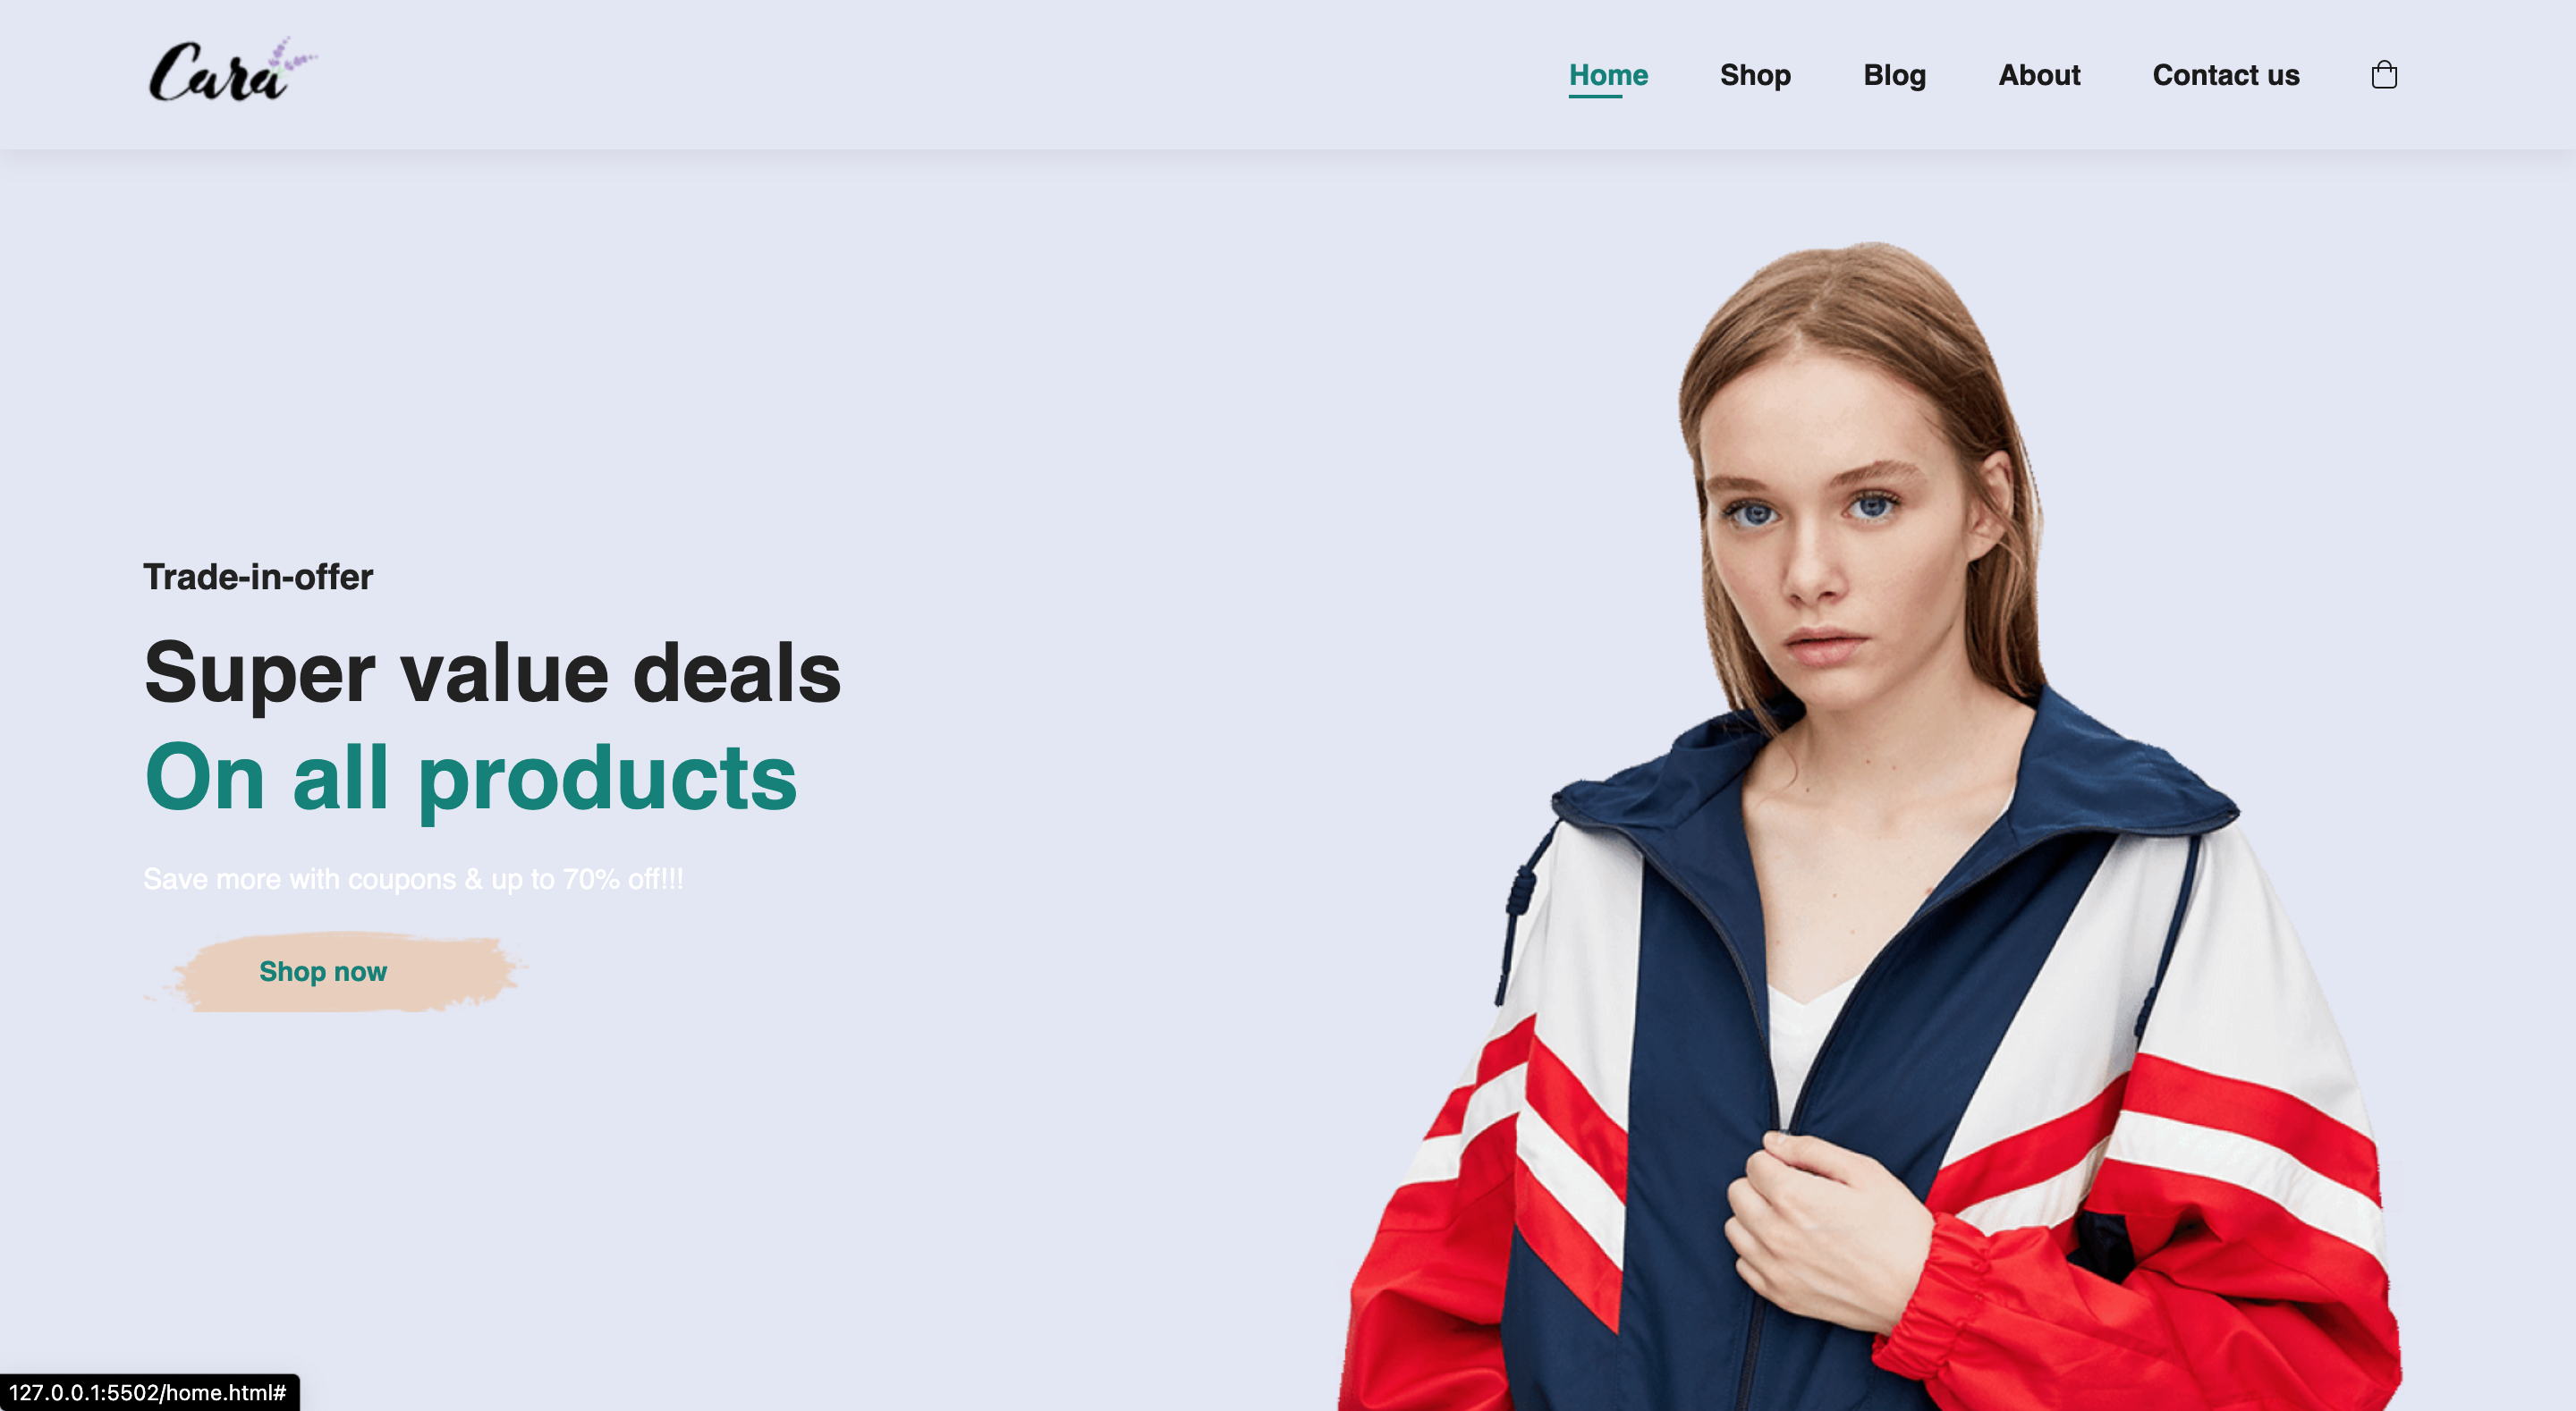 Cara
Home Shop Blog About Contact us
Trade-in-offer
Super value deals
On all products
Save more with coupons & up to 70% off!!!
Shop now
127.0.0.1:5502/home.html#